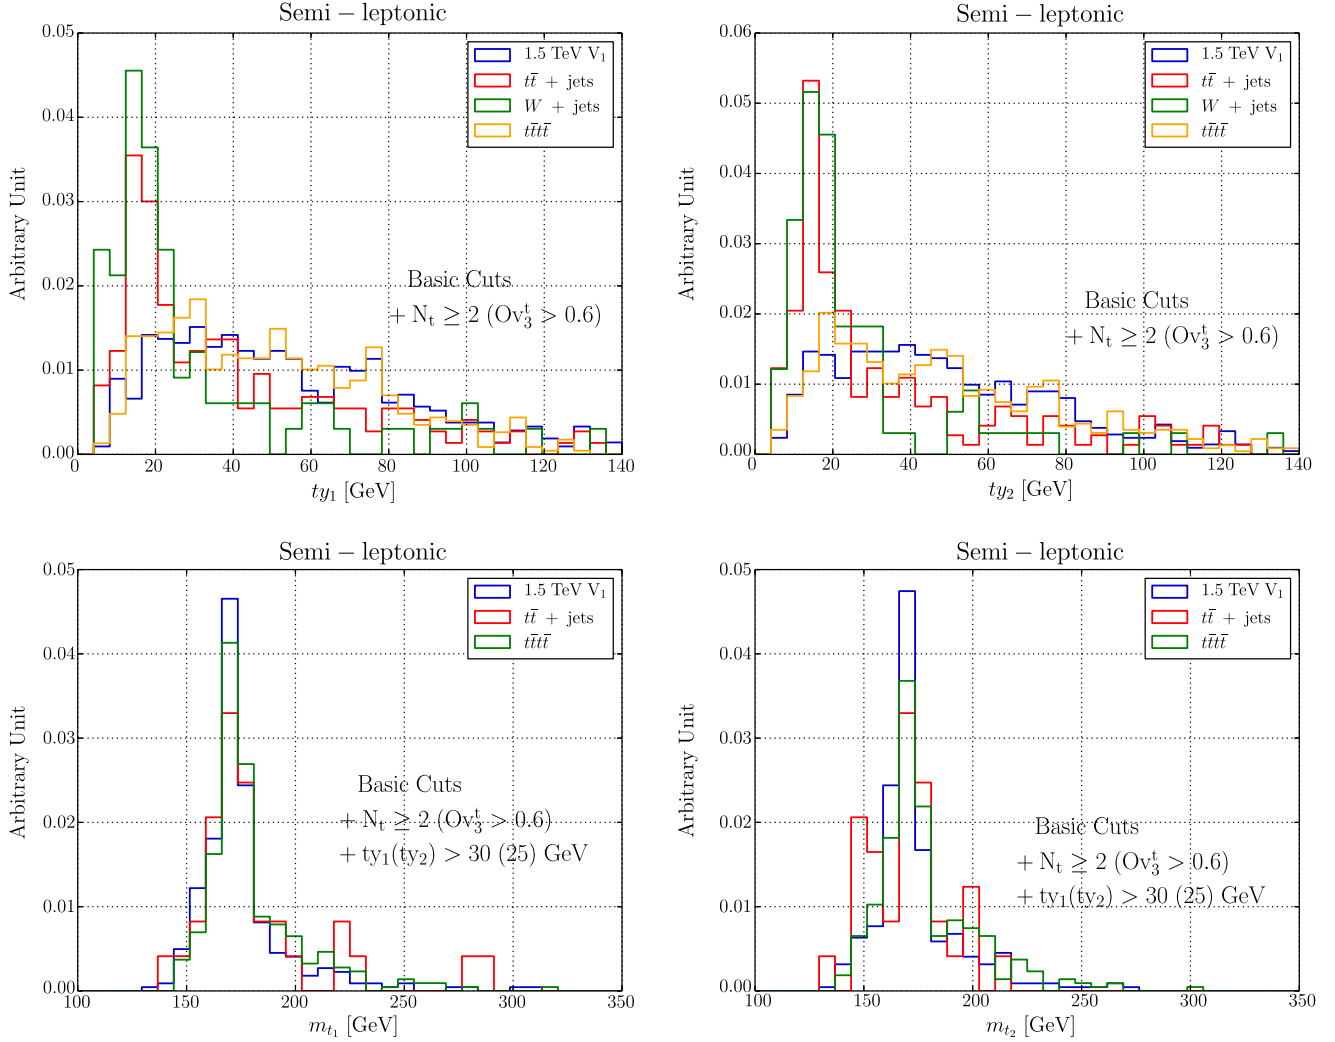 Semi − leptonic
0.05
0.04
0.03
0.02
0.01
0.00
Arbitrary Unit
1.5 TeV V₁
tt̄ + jets
W + jets
tt̄tt̄
Basic Cuts
+ Nₜ ≥ 2 (Ov₃ᵗ > 0.6)
0 20 40 60 80 100 120 140
ty₁ [GeV]
Semi − leptonic
0.06
0.05
0.04
0.03
0.02
0.01
0.00
Arbitrary Unit
1.5 TeV V₁
tt̄ + jets
W + jets
tt̄tt̄
Basic Cuts
+ Nₜ ≥ 2 (Ov₃ᵗ > 0.6)
0 20 40 60 80 100 120 140
ty₂ [GeV]
Semi − leptonic
0.05
0.04
0.03
0.02
0.01
0.00
Arbitrary Unit
1.5 TeV V₁
tt̄ + jets
tt̄tt̄
Basic Cuts
+ Nₜ ≥ 2 (Ov₃ᵗ > 0.6)
+ ty₁(ty₂) > 30 (25) GeV
100 150 200 250 300 350
m_{t₁} [GeV]
Semi − leptonic
0.05
0.04
0.03
0.02
0.01
0.00
Arbitrary Unit
1.5 TeV V₁
tt̄ + jets
tt̄tt̄
Basic Cuts
+ Nₜ ≥ 2 (Ov₃ᵗ > 0.6)
+ ty₁(ty₂) > 30 (25) GeV
100 150 200 250 300 350
m_{t₂} [GeV]